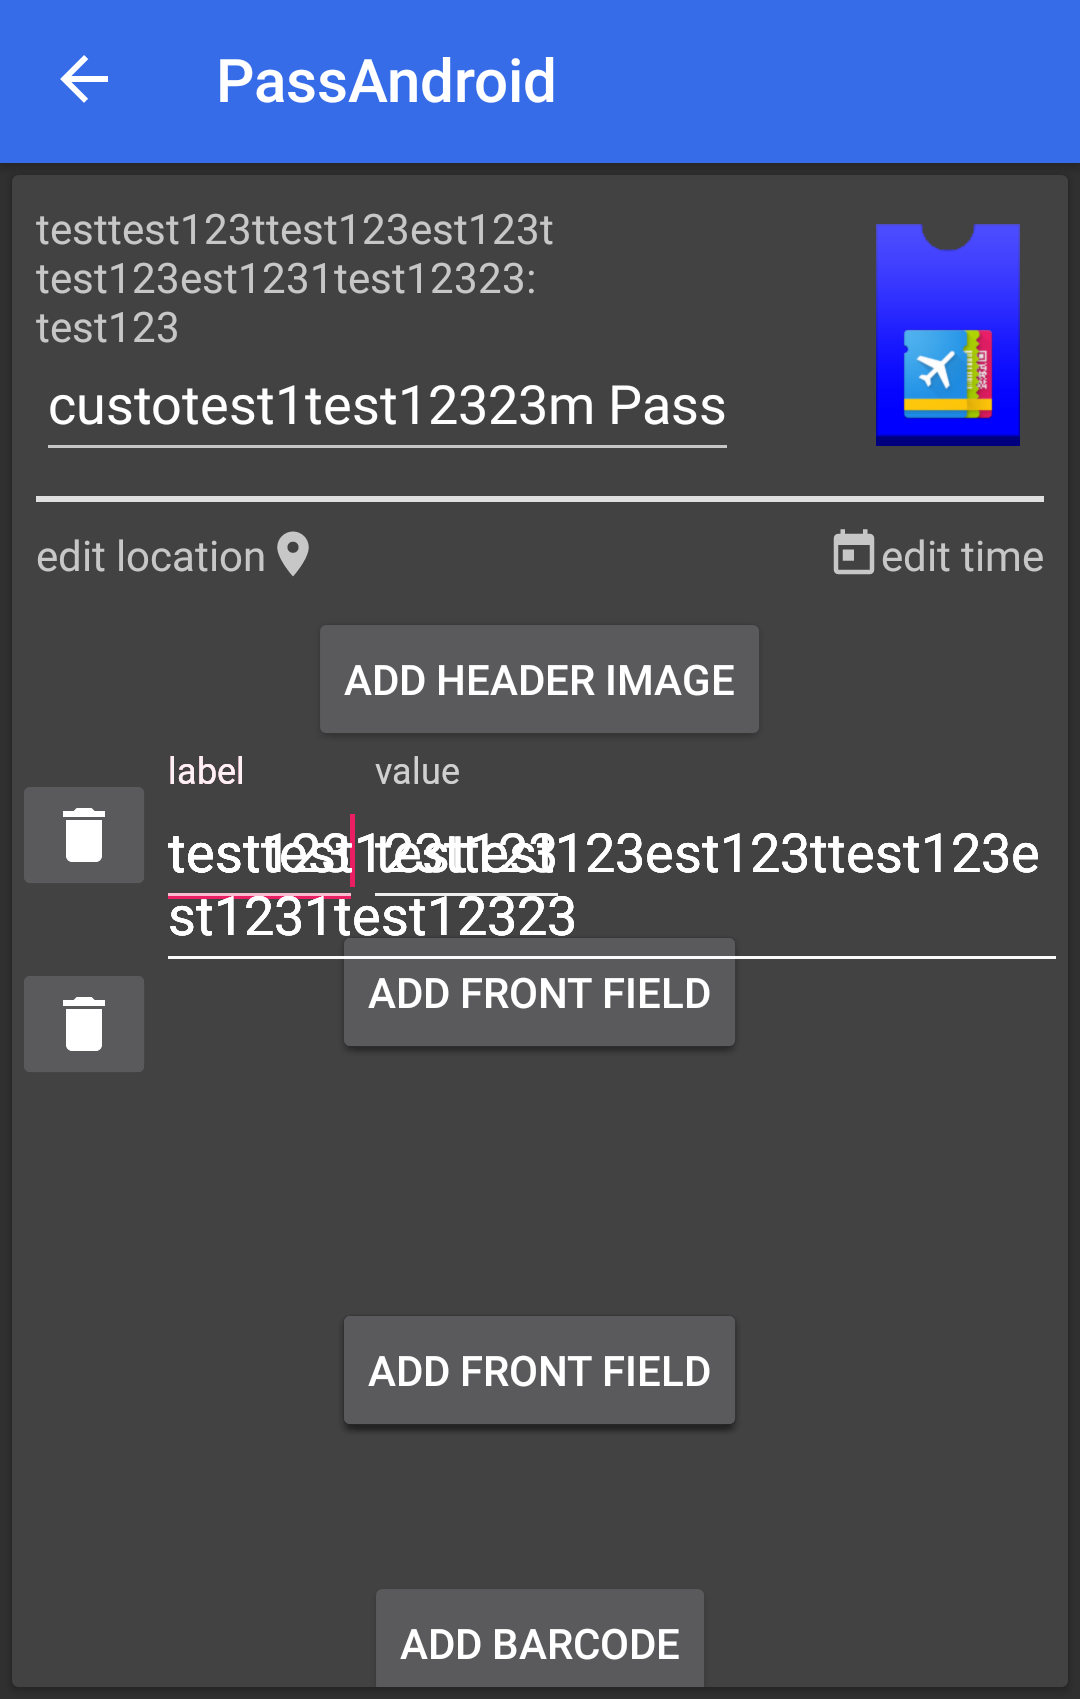 PassAndroid
testtest123ttest123est123t
test123est1231test12323:
test123
custotest1test12323m Pass
edit location
edit time
ADD HEADER IMAGE
label
value
st1231test12323
ADD FRONT FIELD
ADD FRONT FIELD
ADD BARCODE